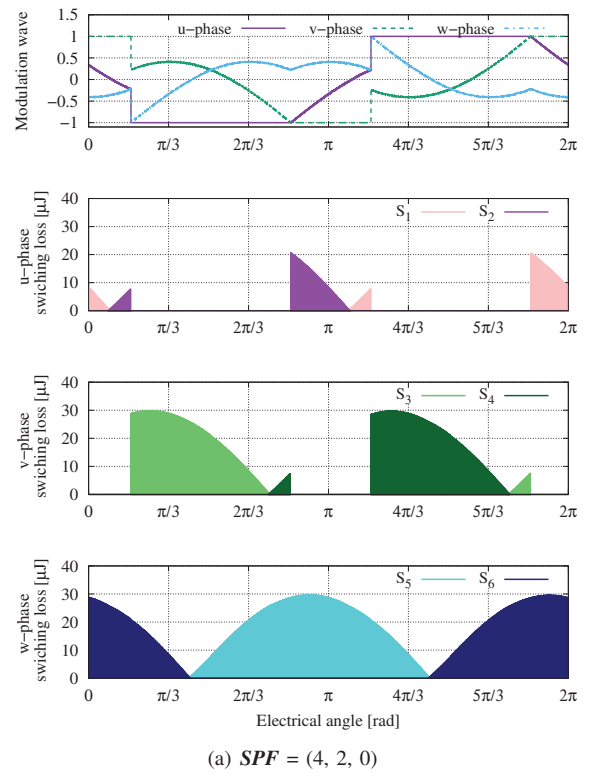 u−phase v−phase w−phase
Modulation wave
1.5
1
0.5
0
−0.5
−1
0 π/3 2π/3 π 4π/3 5π/3 2π
u−phase
swiching loss [μJ]
S1 S2
40
30
20
10
0
0 π/3 2π/3 π 4π/3 5π/3 2π
v−phase
swiching loss [μJ]
S3 S4
40
30
20
10
0
0 π/3 2π/3 π 4π/3 5π/3 2π
w−phase
swiching loss [μJ]
S5 S6
40
30
20
10
0
0 π/3 2π/3 π 4π/3 5π/3 2π
Electrical angle [rad]
(a) SPF = (4, 2, 0)